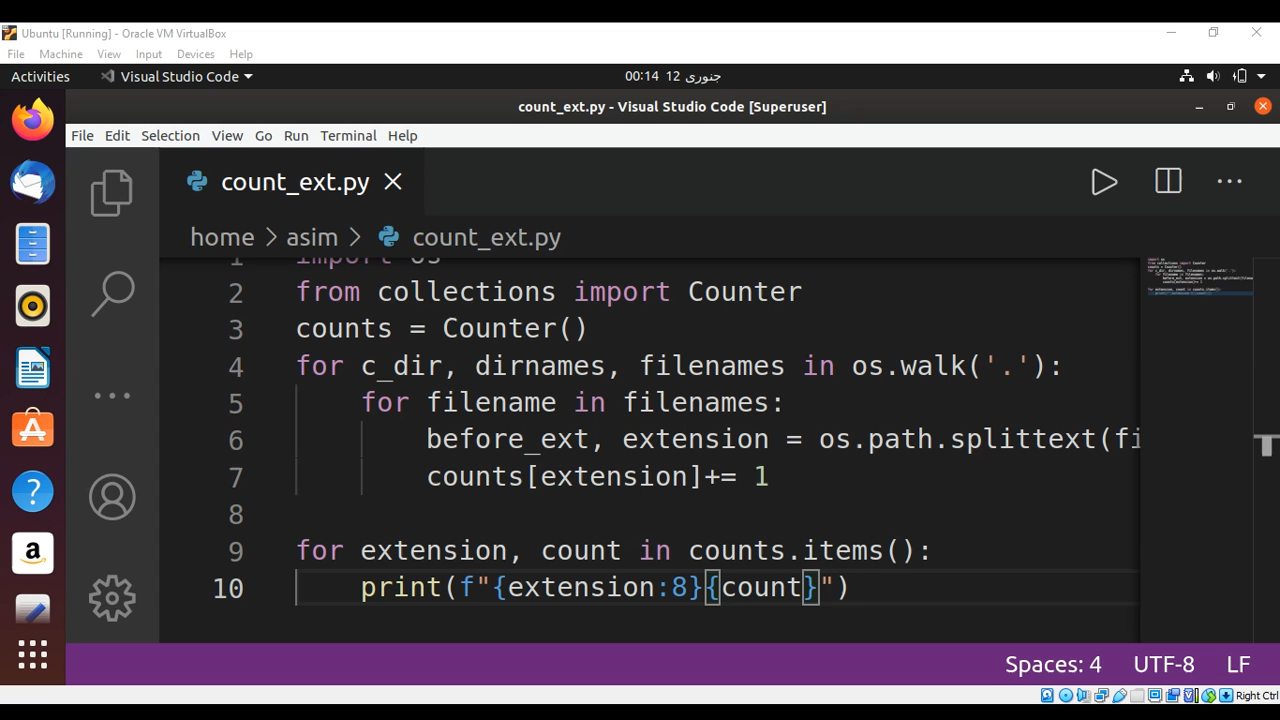 Ubuntu [Running] - Oracle VM VirtualBox
File Machine View Input Devices Help
Activities Visual Studio Code 00:14 12 جنوری
count_ext.py - Visual Studio Code [Superuser]
File Edit Selection View Go Run Terminal Help
count_ext.py
home > asim > count_ext.py
1 import os
2 from collections import Counter
3 counts = Counter()
4 for c_dir, dirnames, filenames in os.walk('.'):
5 for filename in filenames:
6 before_ext, extension = os.path.splittext(fi
7 counts[extension]+= 1
8
9 for extension, count in counts.items():
10 print(f"{extension:8}{count}")
Spaces: 4 UTF-8 LF
Right Ctrl